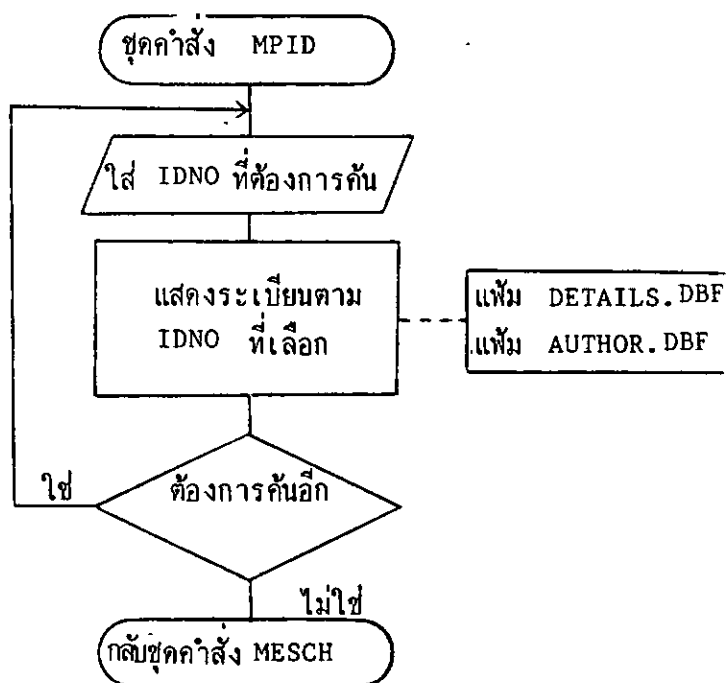 ชุดคำสั่ง MPID
ใส่ IDNO ที่ต้องการค้น
แสดงระเบียนตาม
IDNO ที่เลือก
แฟ้ม DETAILS.DBF
แฟ้ม AUTHOR.DBF
ต้องการค้นอีก
ใช่
ไม่ใช่
กลับชุดคำสั่ง MESCH